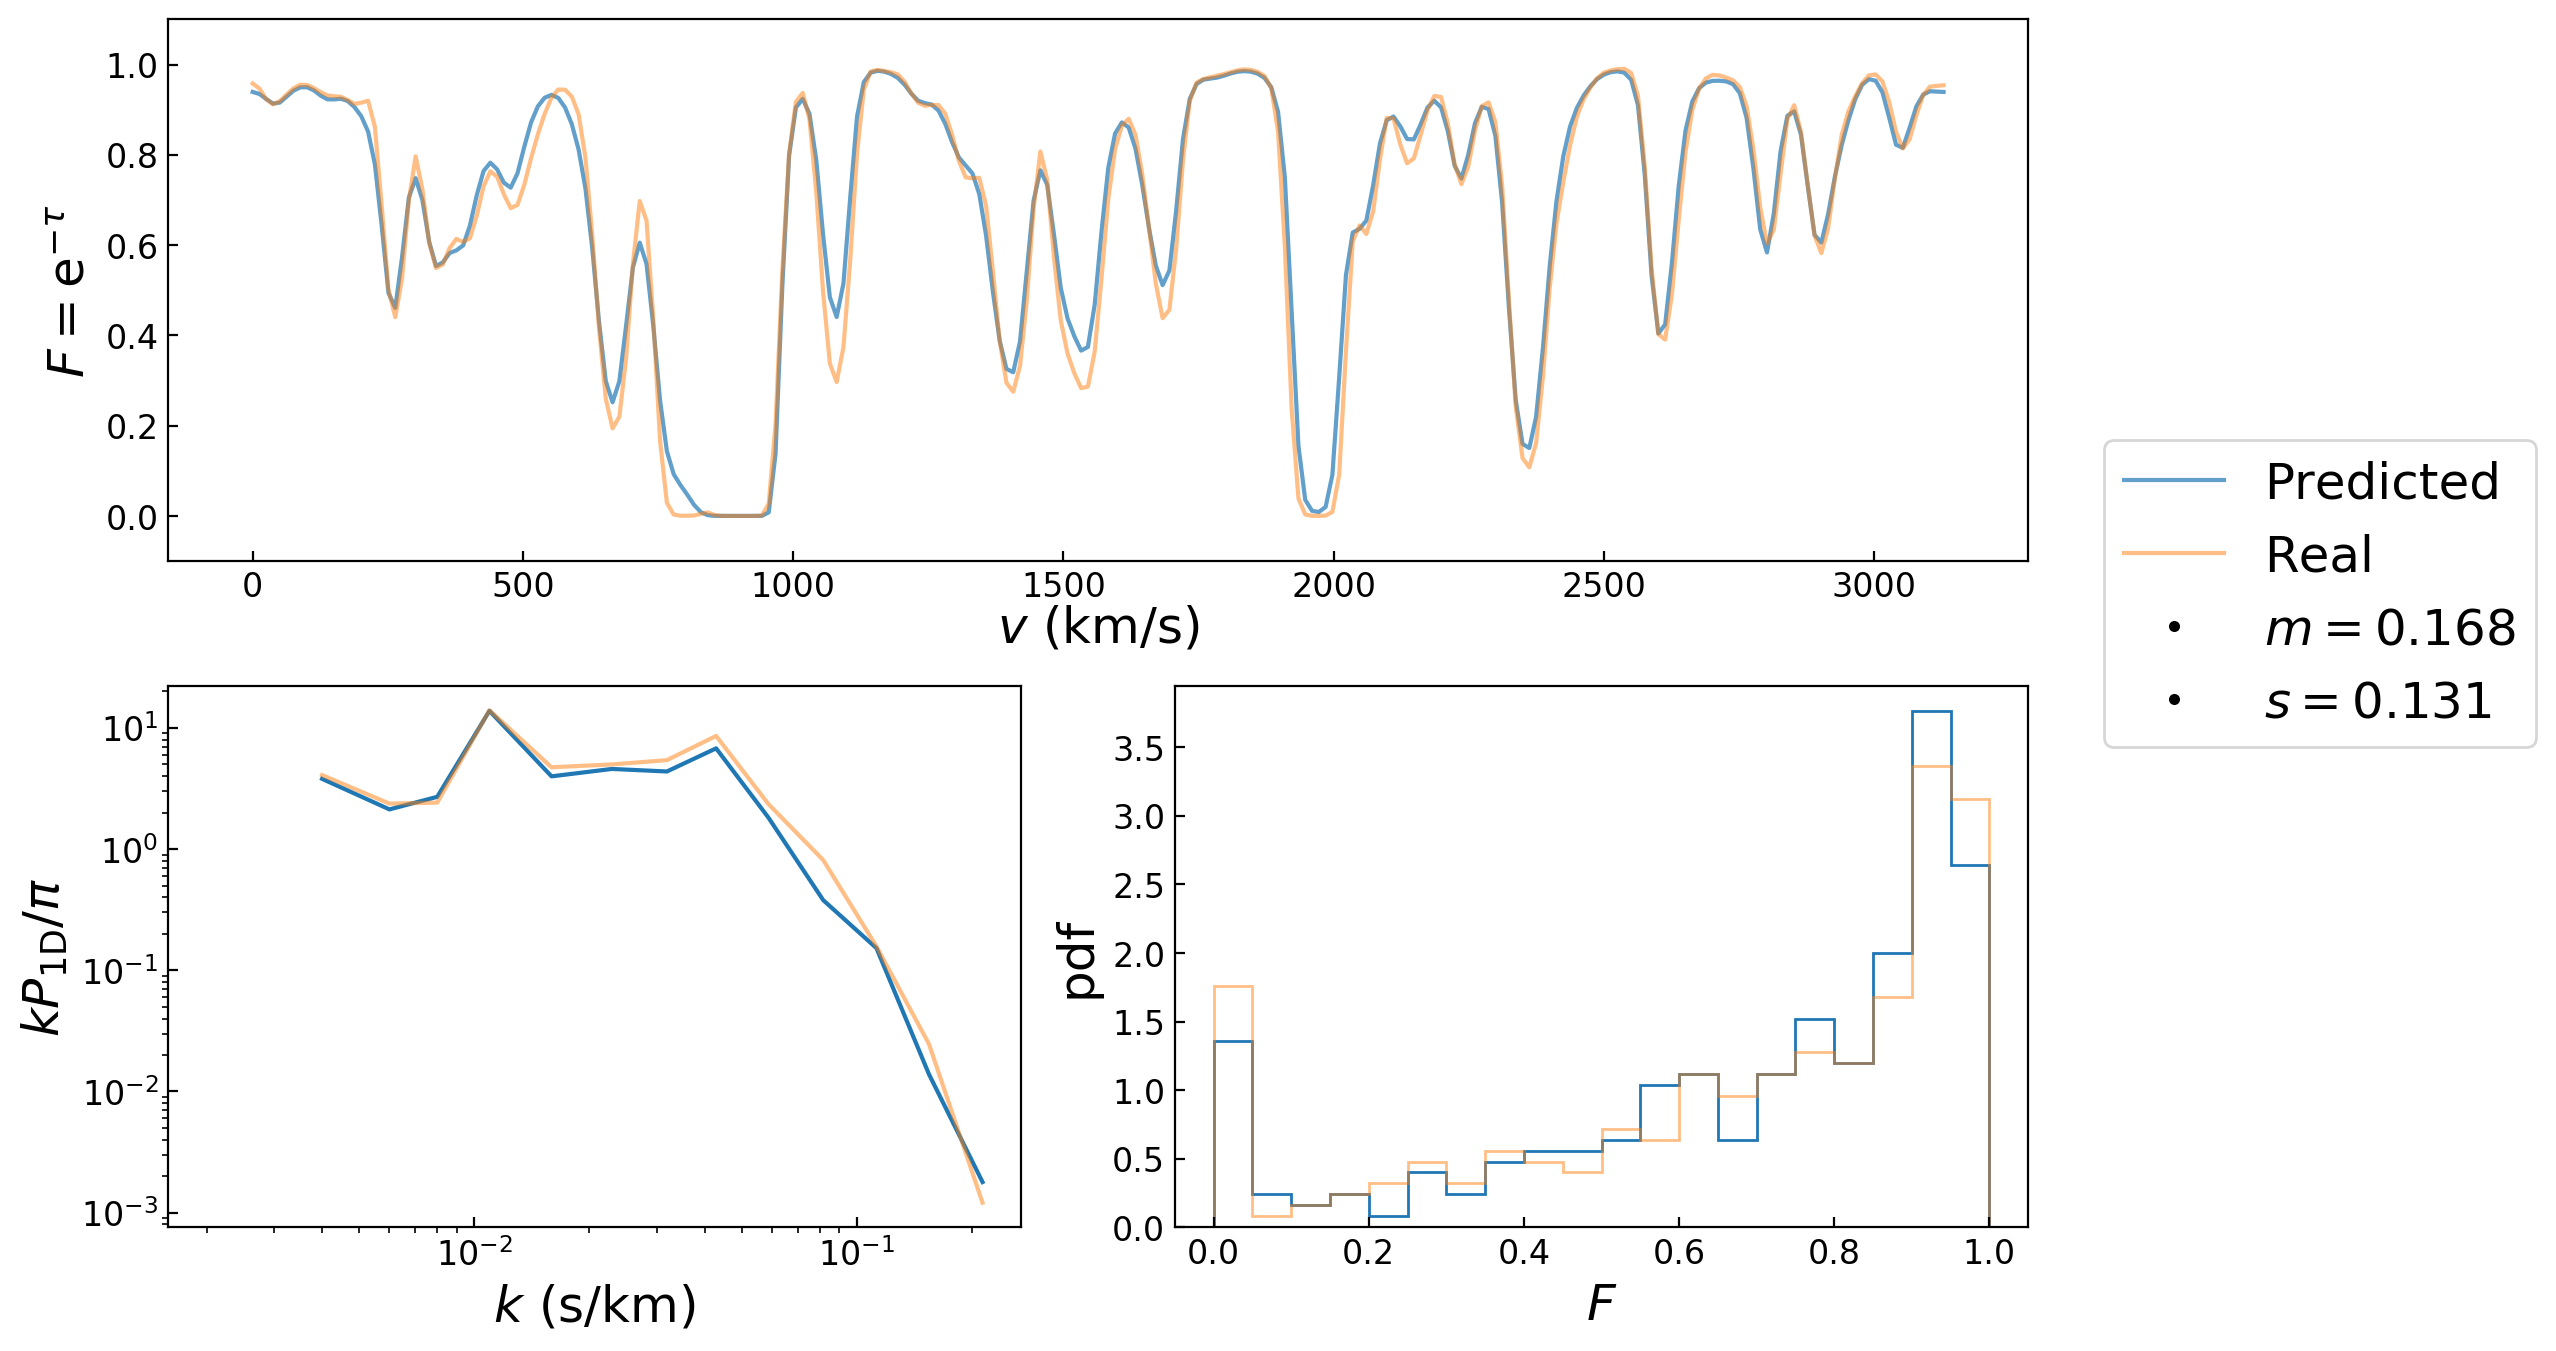 F = e^{−τ}
1.0
0.8
0.6
0.4
0.2
0.0
0 500 1000 1500 2000 2500 3000
v (km/s)
Predicted
Real
m = 0.168
s = 0.131
kP_{1D}/π
10^1
10^0
10^{−1}
10^{−2}
10^{−3}
10^{−2} 10^{−1}
k (s/km)
pdf
3.5
3.0
2.5
2.0
1.5
1.0
0.5
0.0
0.0 0.2 0.4 0.6 0.8 1.0
F